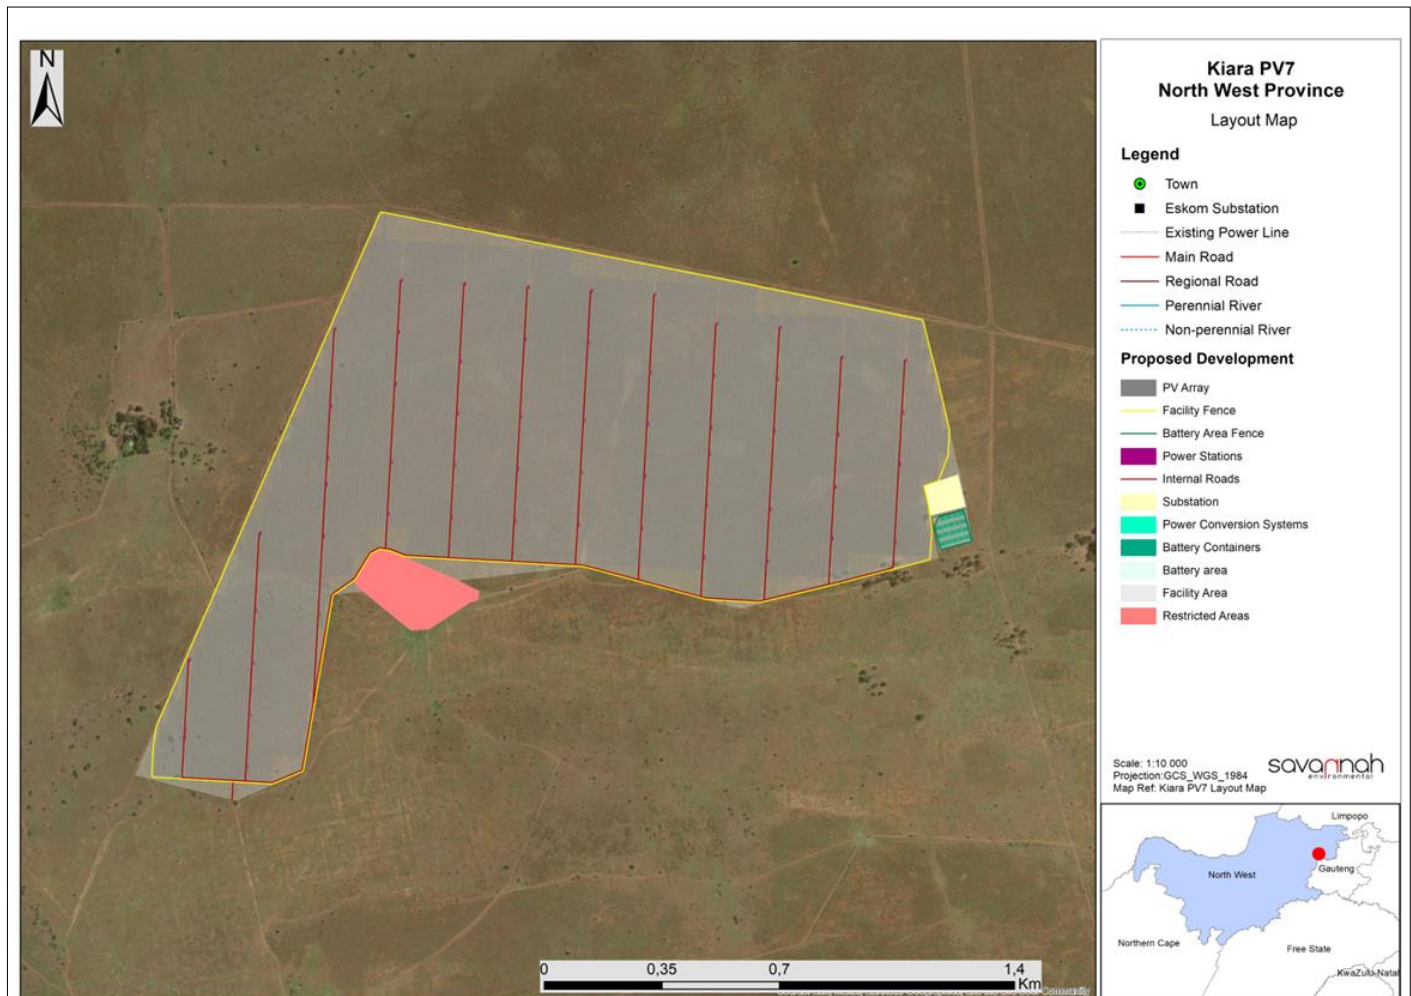 N
Kiara PV7
North West Province
Layout Map
Legend
Town
Eskom Substation
Existing Power Line
Main Road
Regional Road
Perennial River
Non-perennial River
Proposed Development
PV Array
Facility Fence
Battery Area Fence
Power Stations
Internal Roads
Substation
Power Conversion Systems
Battery Containers
Battery area
Facility Area
Restricted Areas
Scale: 1:10 000
Projection:GCS_WGS_1984
Map Ref: Kiara PV7 Layout Map
savannah
environmental
Limpopo
North West
Gauteng
Northern Cape
Free State
KwaZulu-Natal
0 0,35 0,7 1,4
Km
Community